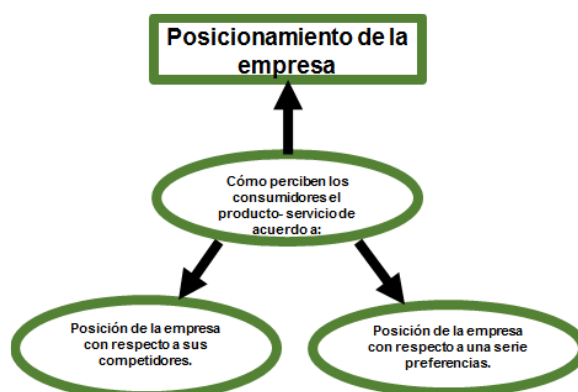 Posicionamiento de la
empresa
Cómo perciben los
consumidores el
producto- servicio de
acuerdo a:
Posición de la empresa
con respecto a sus
competidores.
Posición de la empresa
con respecto a una serie
preferencias.